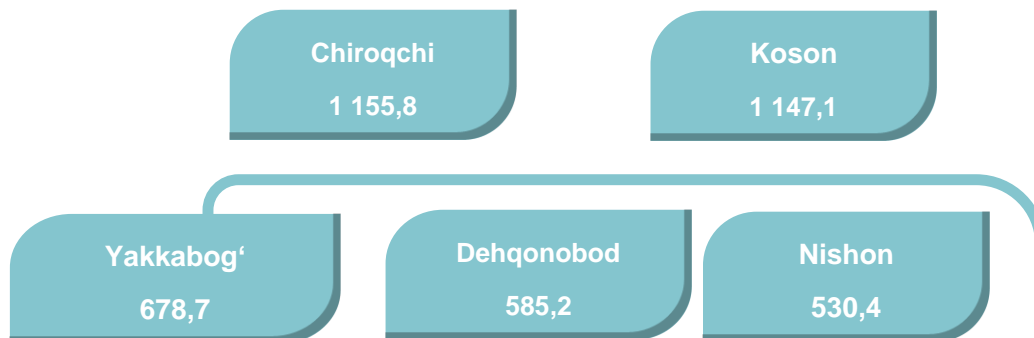 Chiroqchi
1 155,8
Koson
1 147,1
Yakkabog‘
678,7
Dehqonobod
585,2
Nishon
530,4